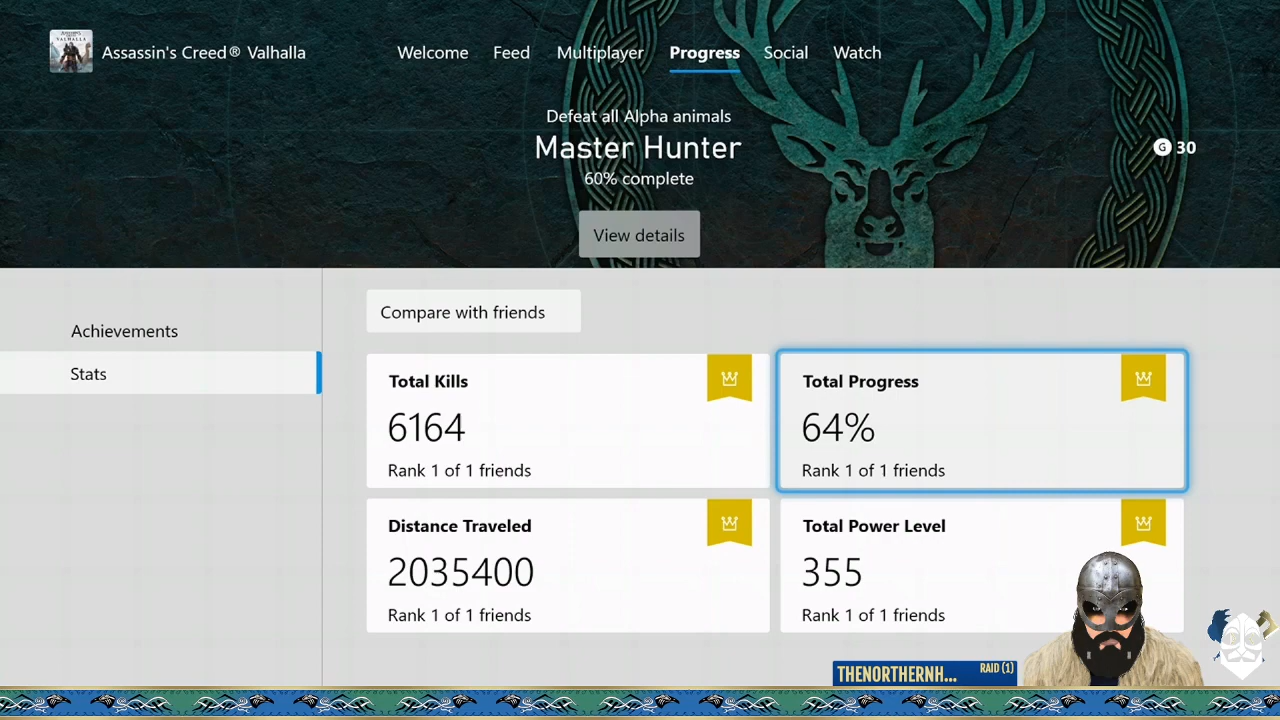 Assassin's Creed® Valhalla
Welcome
Feed
Multiplayer
Progress
Social
Watch
Defeat all Alpha animals
Master Hunter
60% complete
G 30
View details
Achievements
Stats
Compare with friends
Total Kills
6164
Rank 1 of 1 friends
Total Progress
64%
Rank 1 of 1 friends
Distance Traveled
2035400
Rank 1 of 1 friends
Total Power Level
355
Rank 1 of 1 friends
THENORTHERNH...
RAID (1)